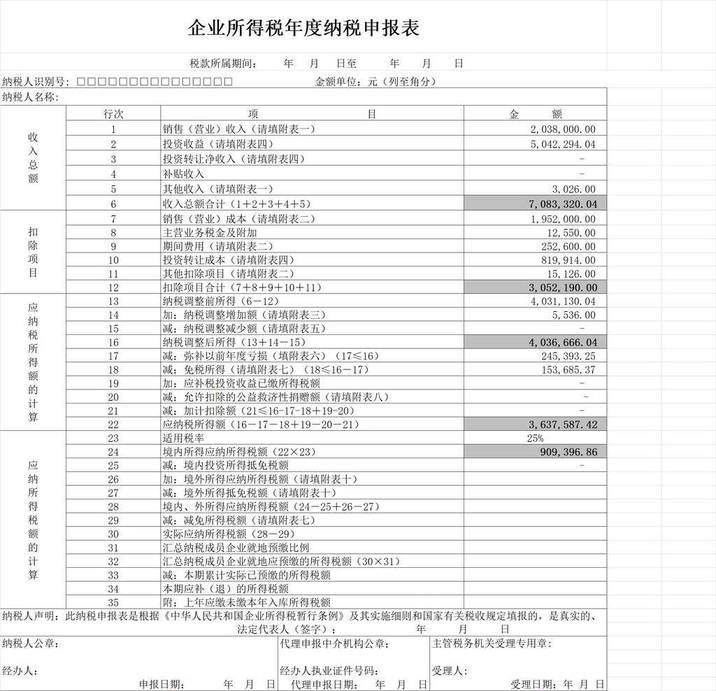 企业所得税年度纳税申报表
税款所属期间： 年 月 日至 年 月 日
纳税人识别号：□□□□□□□□□□□□□□□ 金额单位：元（列至角分）
纳税人名称：
行次 项 目 金 额
收入总额
1 销售（营业）收入（请填附表一） 2,038,000.00
2 投资收益（请填附表四） 5,042,294.04
3 投资转让净收入（请填附表四） -
4 补贴收入 -
5 其他收入（请填附表一） 3,026.00
6 收入总额合计（1+2+3+4+5） 7,083,320.04
扣除项目
7 销售（营业）成本（请填附表二） 1,952,000.00
8 主营业务税金及附加 12,550.00
9 期间费用（请填附表二） 252,600.00
10 投资转让成本（请填附表四） 819,914.00
11 其他扣除项目（请填附表二） 15,126.00
12 扣除项目合计（7+8+9+10+11） 3,052,190.00
应纳税所得额的计算
13 纳税调整前所得（6-12） 4,031,130.04
14 加：纳税调整增加额（请填附表三） 5,536.00
15 减：纳税调整减少额（请填附表五） -
16 纳税调整后所得（13+14-15） 4,036,666.04
17 减：弥补以前年度亏损（填附表六）（17≤16） 245,393.25
18 减：免税所得（请填附表七）（18≤16-17） 153,685.37
19 加：应补税投资收益已缴所得税额 -
20 减：允许扣除的公益救济性捐赠额（请填附表八） -
21 减：加计扣除额（21≤16-17-18+19-20） -
22 应纳税所得额（16-17-18+19-20-21） 3,637,587.42
应纳所得税额的计算
23 适用税率 25%
24 境内所得应纳所得税额（22×23） 909,396.86
25 减：境内投资所得抵免税额 -
26 加：境外所得应纳所得税额（请填附表十）
27 减：境外所得抵免税额（请填附表十）
28 境内、外所得应纳所得税额（24-25+26-27）
29 减：减免所得税额（请填附表七）
30 实际应纳所得税额（28-29）
31 汇总纳税成员企业就地预缴比例
32 汇总纳税成员企业就地应预缴的所得税额（30×31）
33 减：本期累计实际已预缴的所得税额
34 本期应补（退）的所得税额
35 附：上年应缴未缴本年入库所得税额
纳税人声明：此纳税申报表是根据《中华人民共和国企业所得税暂行条例》及其实施细则和国家有关税收规定填报的，是真实的、
法定代表人（签字）： 年 月 日
纳税人公章： 代理申报中介机构公章： 主管税务机关受理专用章：
经办人： 经办人执业证件号码： 受理人：
申报日期： 年 月 日 代理申报日期： 年 月 日 受理日期：年 月 日